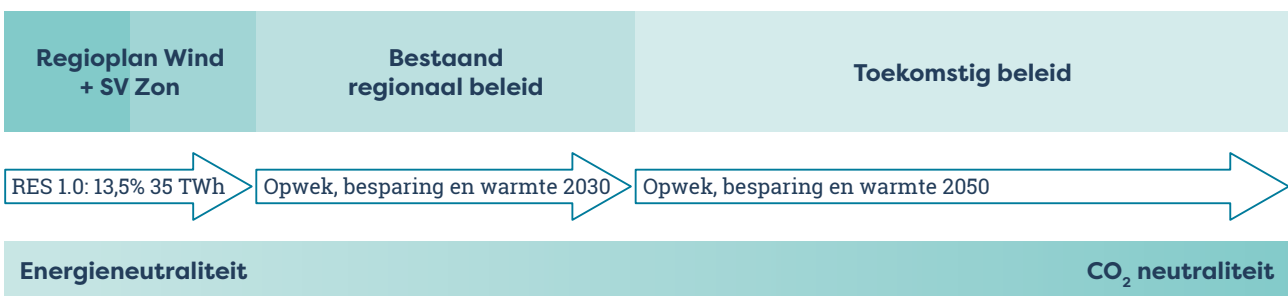 Regioplan Wind
+ SV Zon
Bestaand
regionaal beleid
Toekomstig beleid
RES 1.0: 13,5% 35 TWh
Opwek, besparing en warmte 2030
Opwek, besparing en warmte 2050
Energieneutraliteit
CO₂ neutraliteit